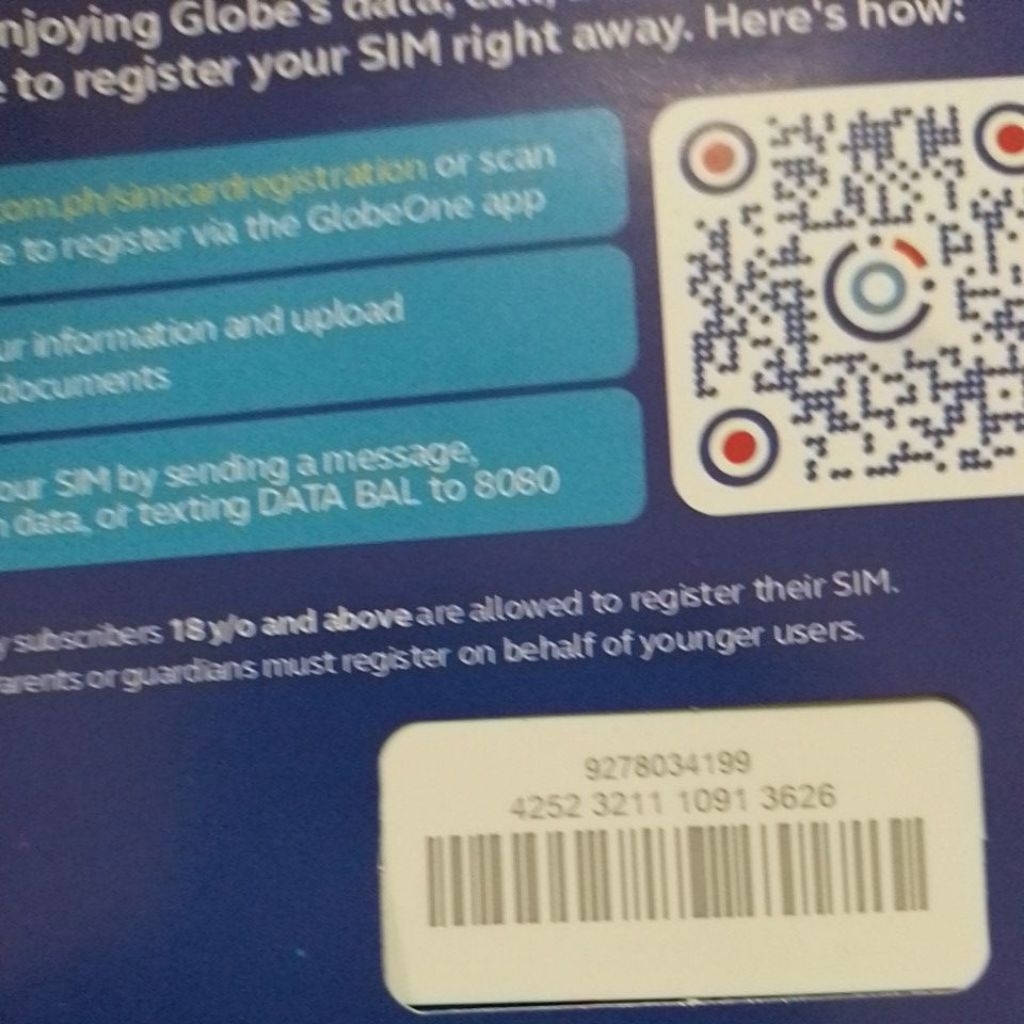 njoying Globe's data,
to register your SIM right away. Here's how:
com.ph/simcardregistration or scan
to register via the GlobeOne app
information and upload
documents
our SIM by sending a message,
data, or texting DATA BAL to 8080
subscribers 18 y/o and above are allowed to register their SIM.
arents or guardians must register on behalf of younger users.
9278034199
4252 3211 1091 3626